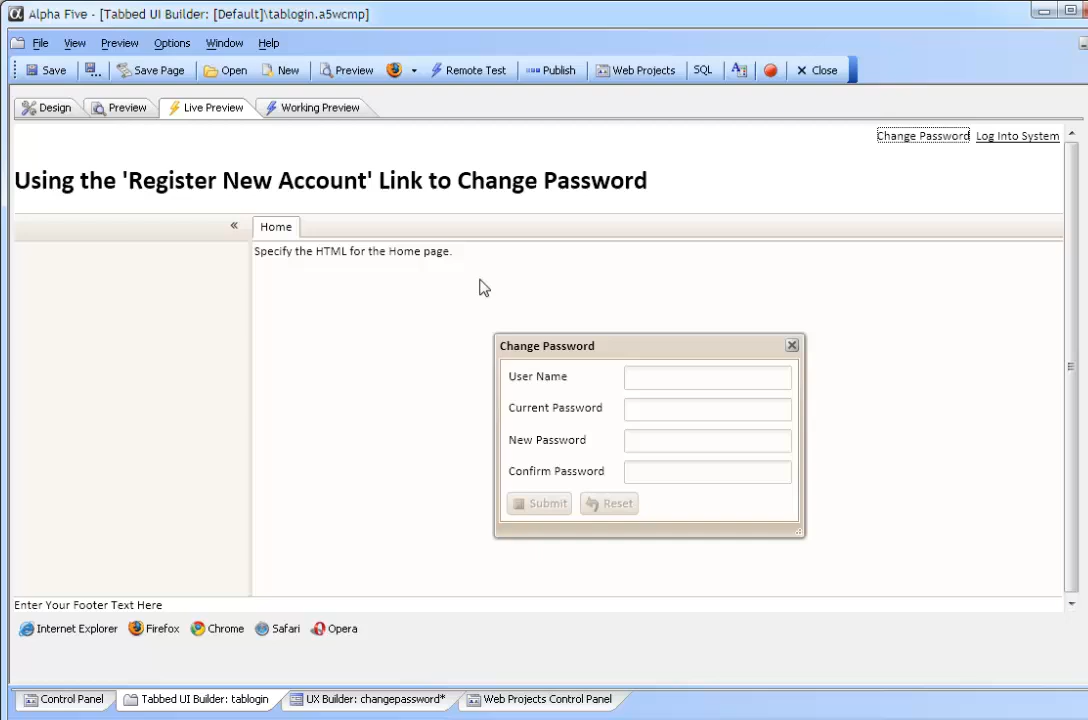 Alpha Five - [Tabbed UI Builder: [Default]\tablogin.a5wcmp]
File View Preview Options Window Help
Save Save Page Open New Preview Remote Test Publish Web Projects SQL Close
Design Preview Live Preview Working Preview
Change Password Log Into System
Using the 'Register New Account' Link to Change Password
« Home
Specify the HTML for the Home page.
Change Password
User Name
Current Password
New Password
Confirm Password
Submit Reset
Enter Your Footer Text Here
Internet Explorer Firefox Chrome Safari Opera
Control Panel Tabbed UI Builder: tablogin UX Builder: changepassword* Web Projects Control Panel